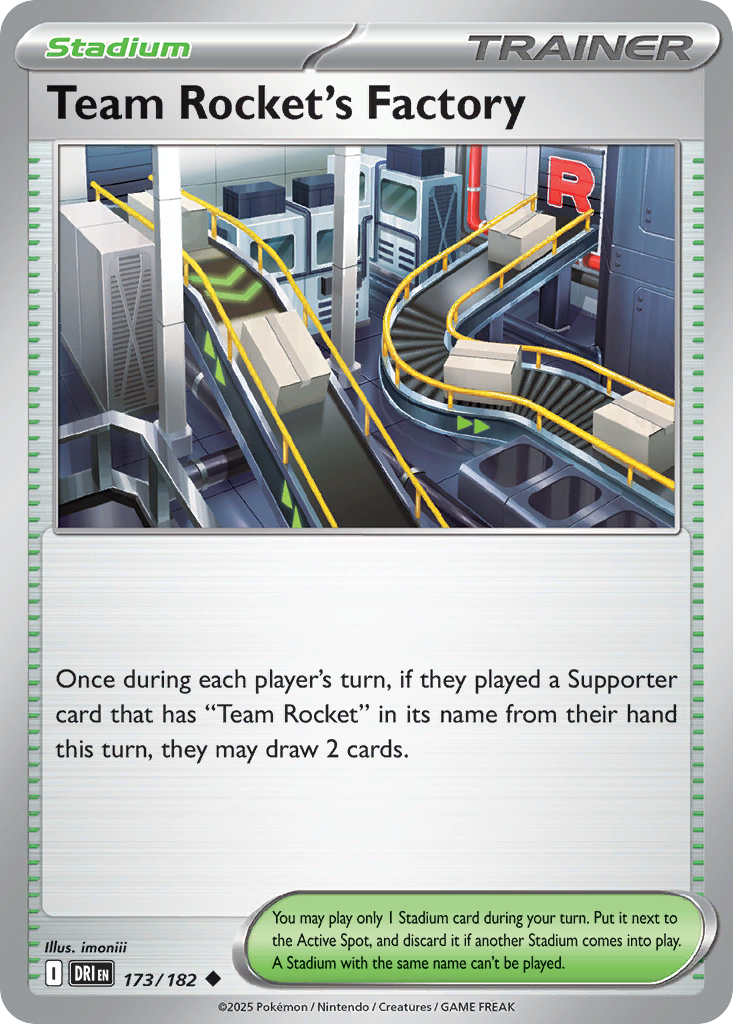 Stadium
TRAINER
Team Rocket's Factory
R
Once during each player's turn, if they played a Supporter
card that has “Team Rocket” in its name from their hand
this turn, they may draw 2 cards.
You may play only 1 Stadium card during your turn. Put it next to
the Active Spot, and discard it if another Stadium comes into play.
A Stadium with the same name can't be played.
Illus. imoniii
I DRI EN 173/182
©2025 Pokémon / Nintendo / Creatures / GAME FREAK